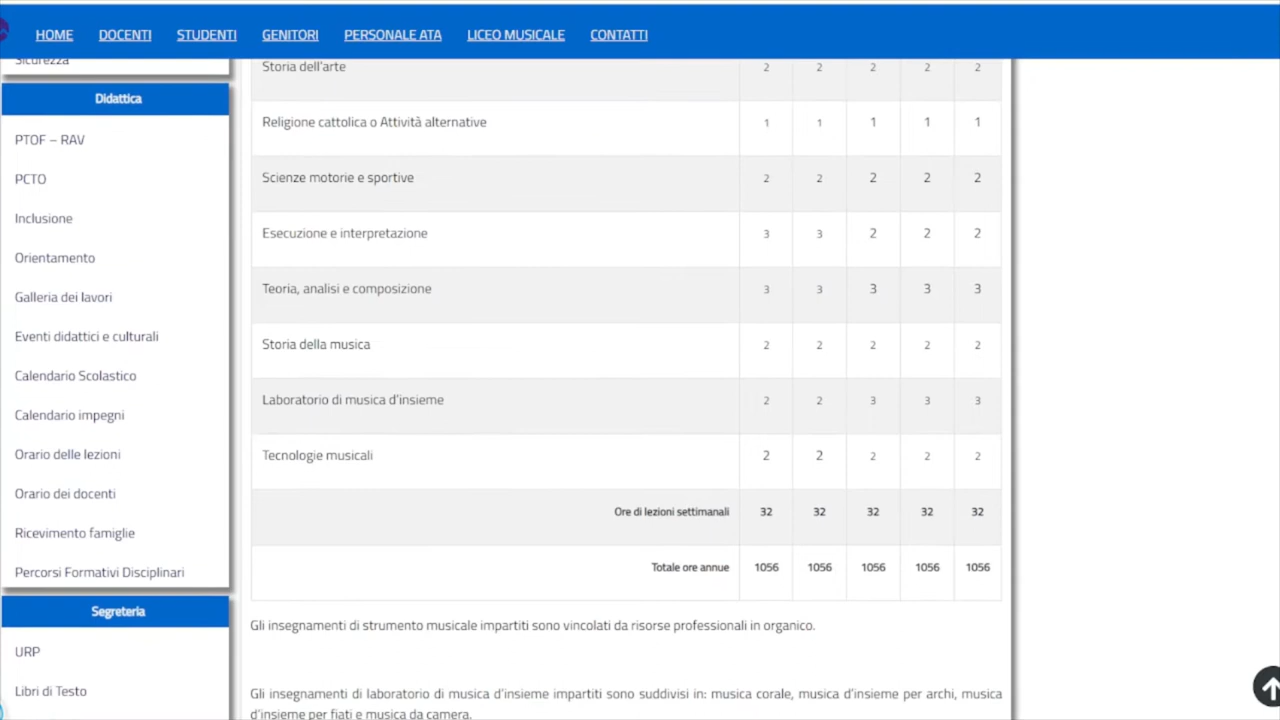 HOME DOCENTI STUDENTI GENITORI PERSONALE ATA LICEO MUSICALE CONTATTI
Sicurezza
Didattica
PTOF – RAV
PCTO
Inclusione
Orientamento
Galleria dei lavori
Eventi didattici e culturali
Calendario Scolastico
Calendario impegni
Orario delle lezioni
Orario dei docenti
Ricevimento famiglie
Percorsi Formativi Disciplinari
Segreteria
URP
Libri di Testo
Storia dell'arte 2 2 2 2 2
Religione cattolica o Attività alternative 1 1 1 1 1
Scienze motorie e sportive 2 2 2 2 2
Esecuzione e interpretazione 3 3 2 2 2
Teoria, analisi e composizione 3 3 3 3 3
Storia della musica 2 2 2 2 2
Laboratorio di musica d'insieme 2 2 3 3 3
Tecnologie musicali 2 2 2 2 2
Ore di lezioni settimanali 32 32 32 32 32
Totale ore annue 1056 1056 1056 1056 1056
Gli insegnamenti di strumento musicale impartiti sono vincolati da risorse professionali in organico.
Gli insegnamenti di laboratorio di musica d'insieme impartiti sono suddivisi in: musica corale, musica d'insieme per archi, musica
d'insieme per fiati e musica da camera.